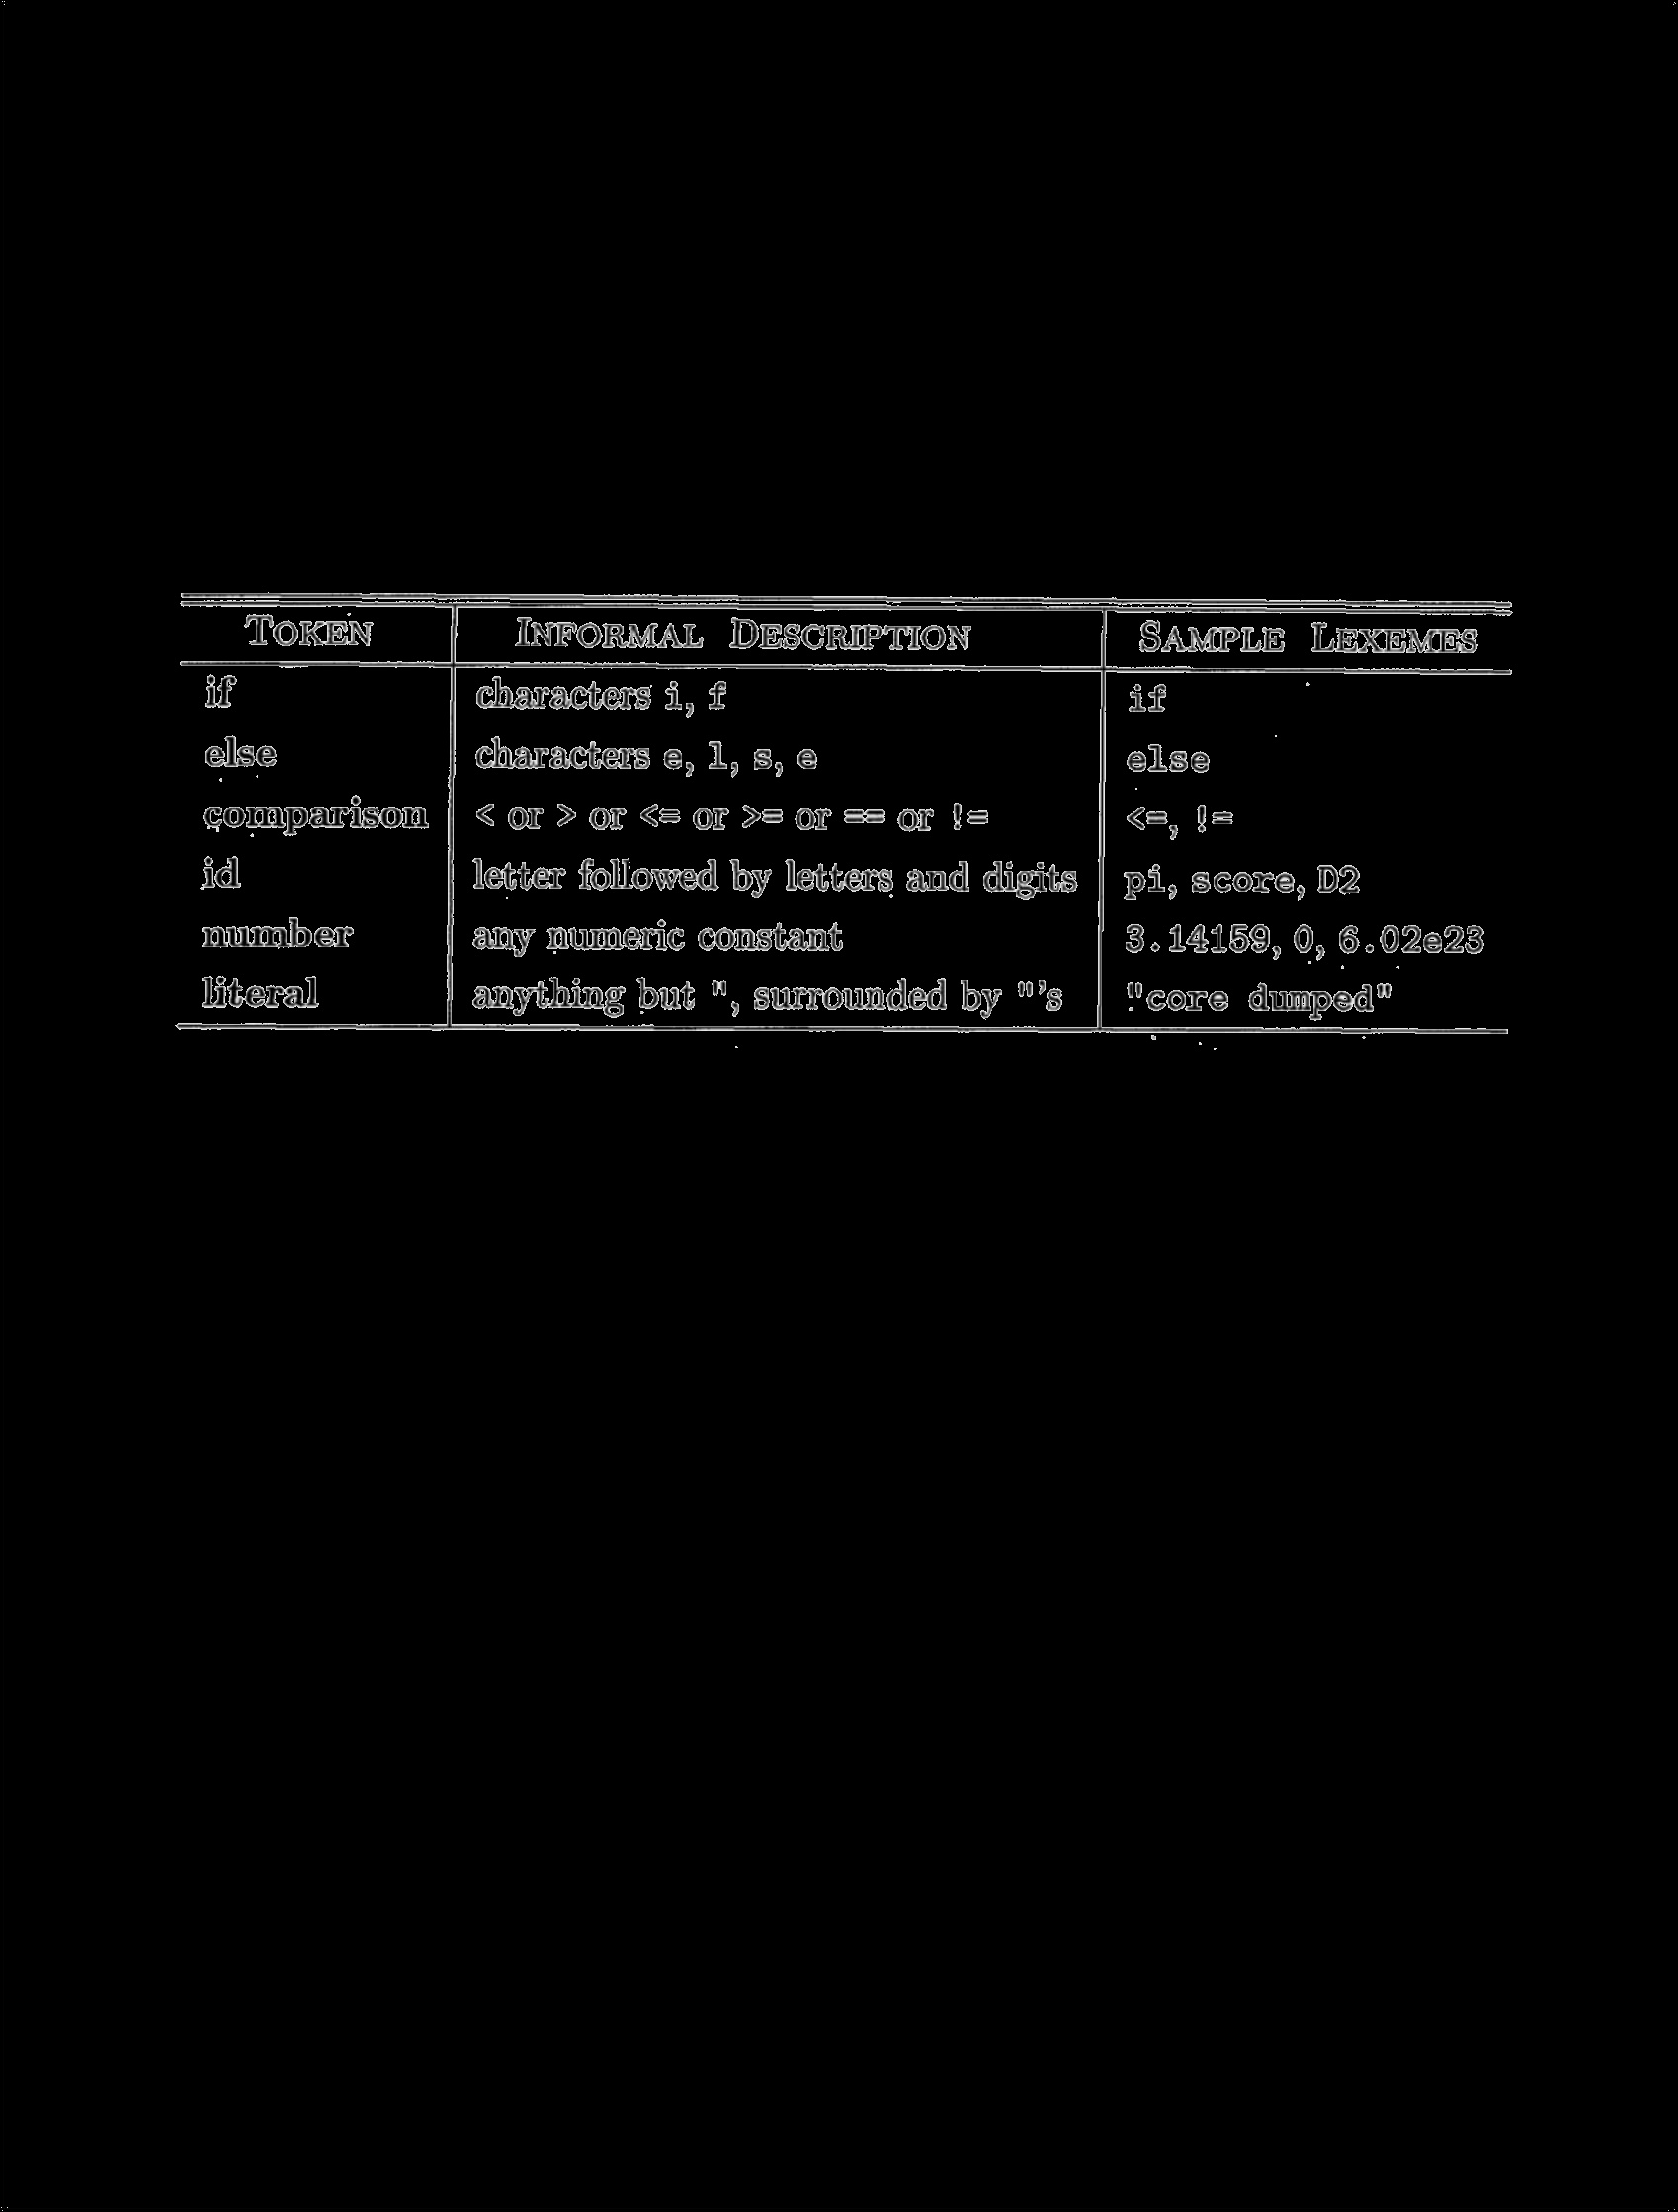 TOKEN INFORMAL DESCRIPTION SAMPLE LEXEMES
if characters i, f if
else characters e, l, s, e else
comparison < or > or <= or >= or == or != <=, !=
id letter followed by letters and digits pi, score, D2
number any numeric constant 3.14159, 0, 6.02e23
literal anything but ", surrounded by "'s "core dumped"